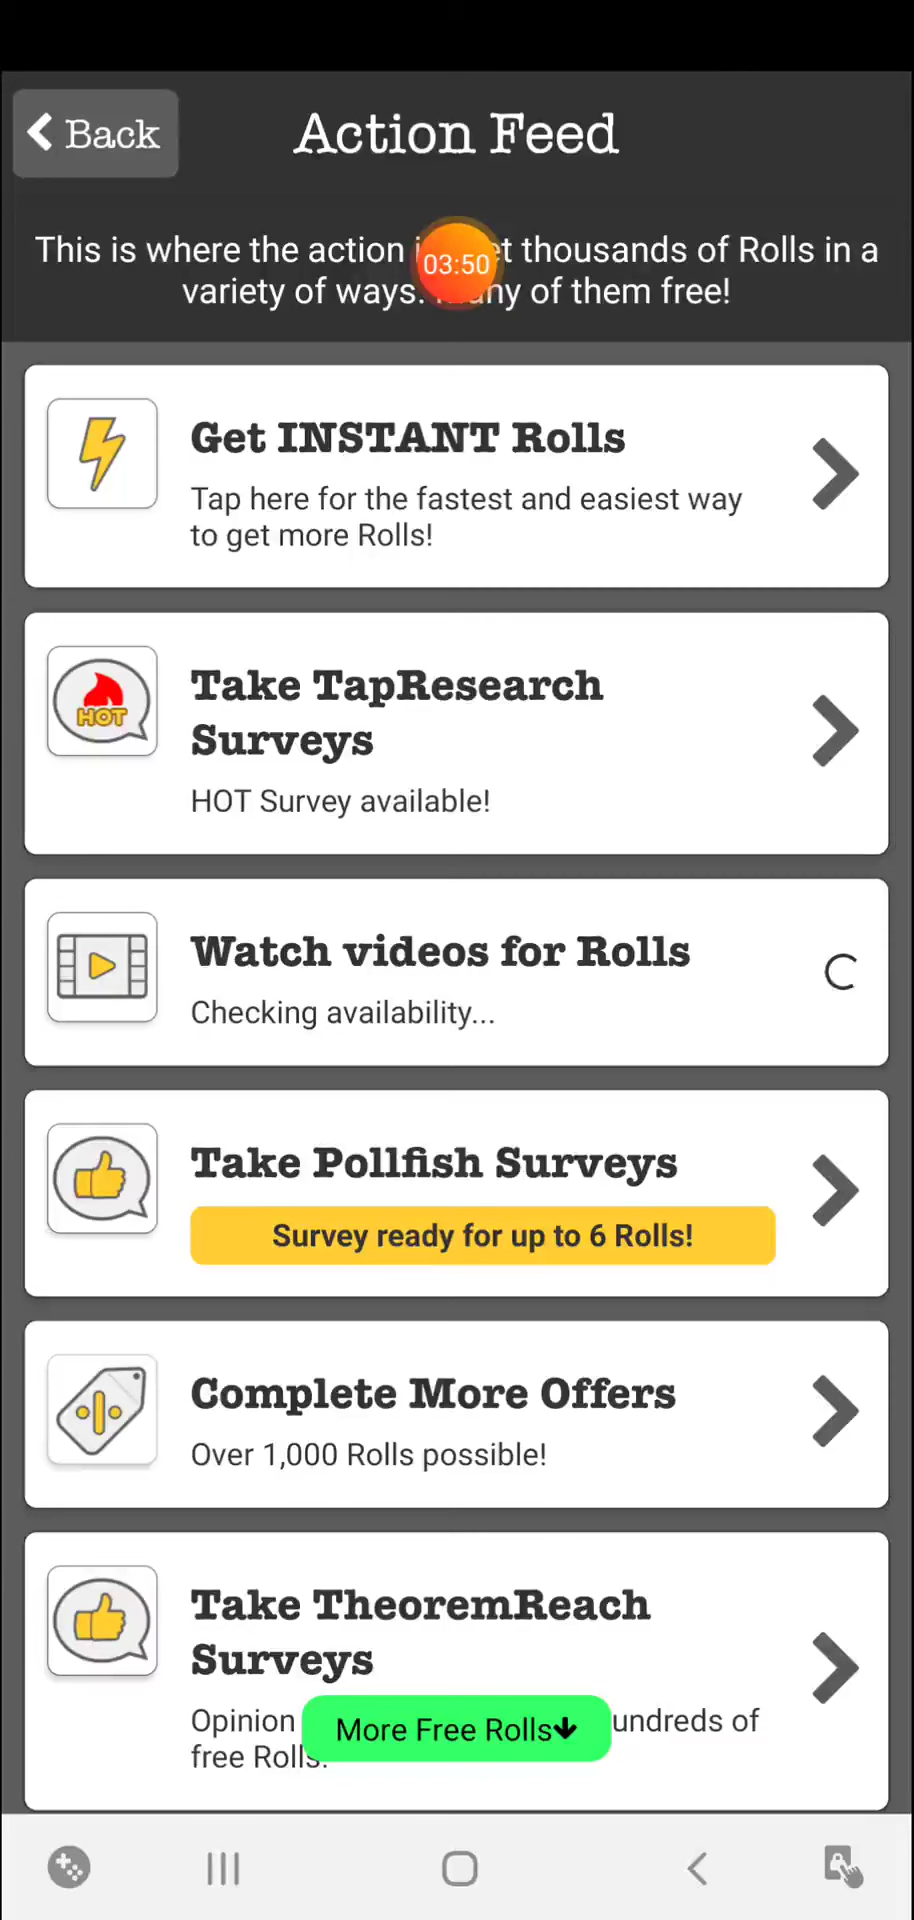 Back
Action Feed
This is where the action thousands of Rolls in a
variety of ways. of them free!
03:50
Get INSTANT Rolls
Tap here for the fastest and easiest way
to get more Rolls!
HOT
Take TapResearch
Surveys
HOT Survey available!
Watch videos for Rolls
Checking availability...
Take Pollfish Surveys
Survey ready for up to 6 Rolls!
Complete More Offers
Over 1,000 Rolls possible!
Take TheoremReach
Surveys
Opinion of
free Rolls.
More Free Rolls